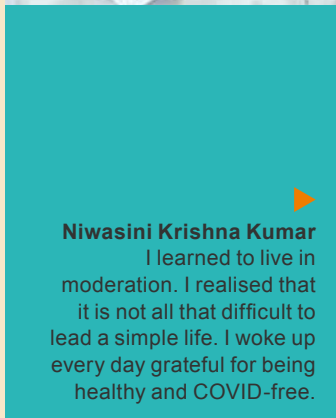 Niwasini Krishna Kumar
I learned to live in
moderation. I realised that
it is not all that difficult to
lead a simple life. I woke up
every day grateful for being
healthy and COVID-free.